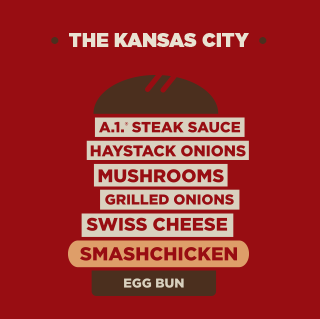 THE KANSAS CITY
A.1.® STEAK SAUCE
HAYSTACK ONIONS
MUSHROOMS
GRILLED ONIONS
SWISS CHEESE
SMASHCHICKEN
EGG BUN